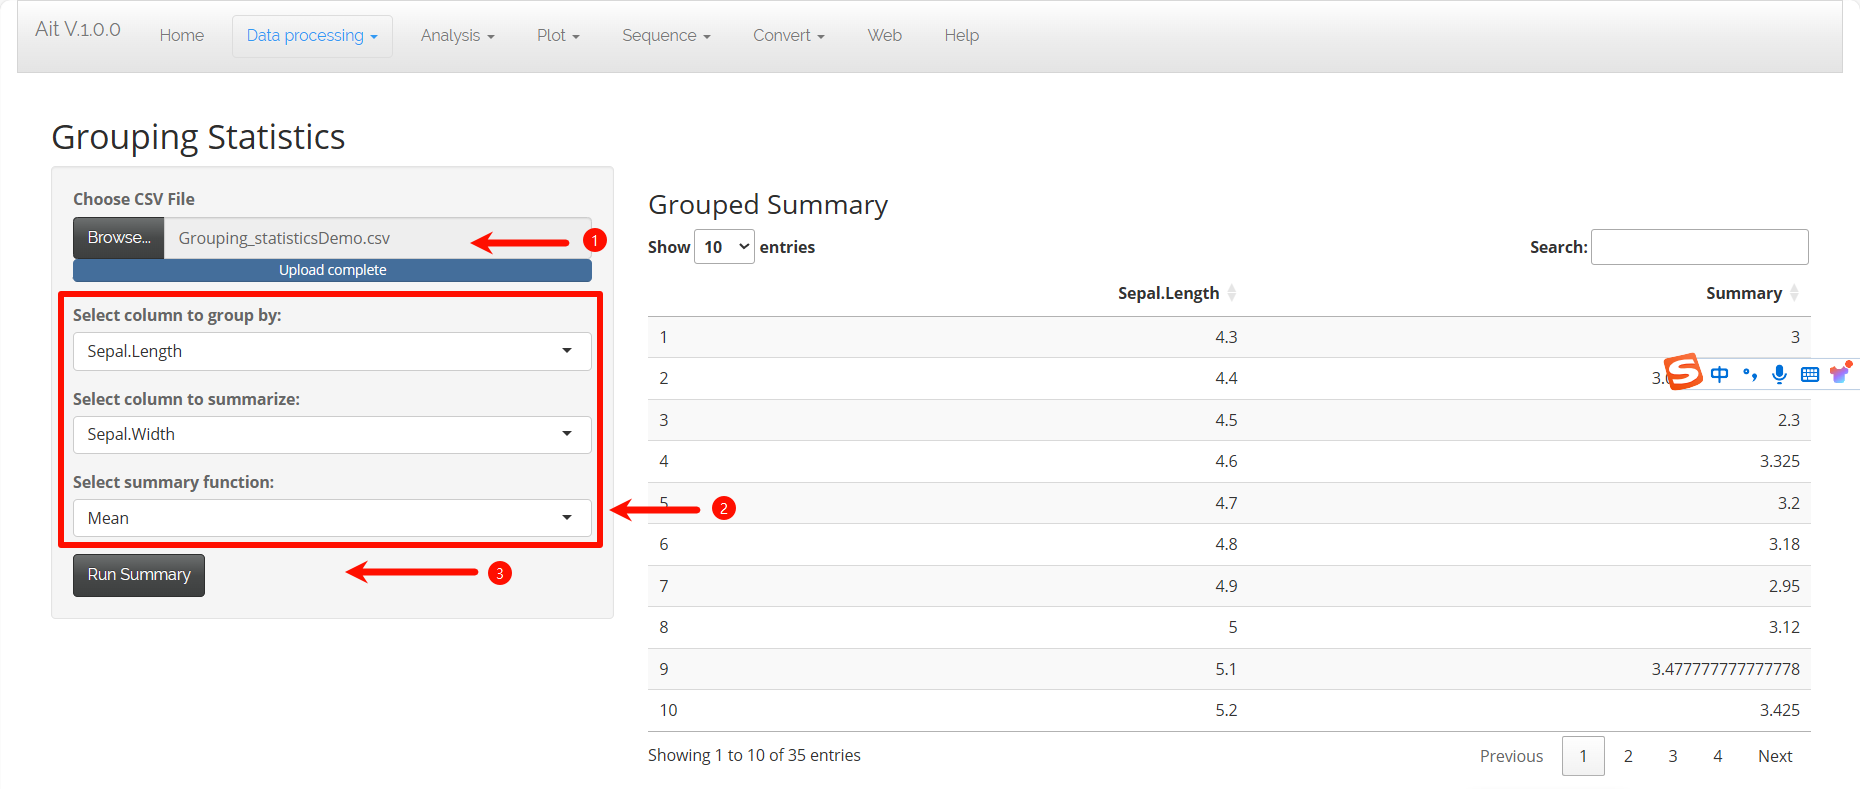 Ait V.1.0.0 Home Data processing Analysis Plot Sequence Convert Web Help
Grouping Statistics
Choose CSV File
Browse... Grouping_statisticsDemo.csv
1
Upload complete
Select column to group by:
Sepal.Length
Select column to summarize:
Sepal.Width
Select summary function:
Mean
2
Run Summary
3
Grouped Summary
Show 10 entries Search:
Sepal.Length Summary
1 4.3 3
2 4.4
S 中
3 4.5 2.3
4 4.6 3.325
5 4.7 3.2
6 4.8 3.18
7 4.9 2.95
8 5 3.12
9 5.1 3.477777777777778
10 5.2 3.425
Showing 1 to 10 of 35 entries Previous 1 2 3 4 Next